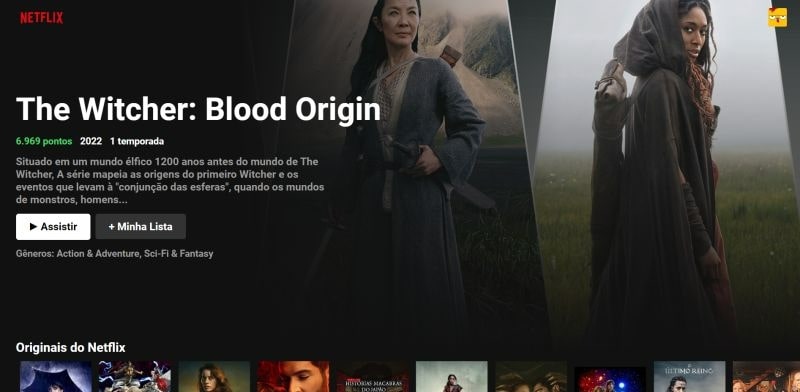 NETFLIX
The Witcher: Blood Origin
6.969 pontos 2022 1 temporada
Situado em um mundo élfico 1200 anos antes do mundo de The
Witcher, A série mapeia as origens do primeiro Witcher e os
eventos que levam à "conjunção das esferas", quando os mundos
de monstros, homens...
▶ Assistir + Minha Lista
Gêneros: Action & Adventure, Sci-Fi & Fantasy
Originais do Netflix
HISTÓRIAS MACABRAS
DO JAPÃO
ÚLTIMO REINO